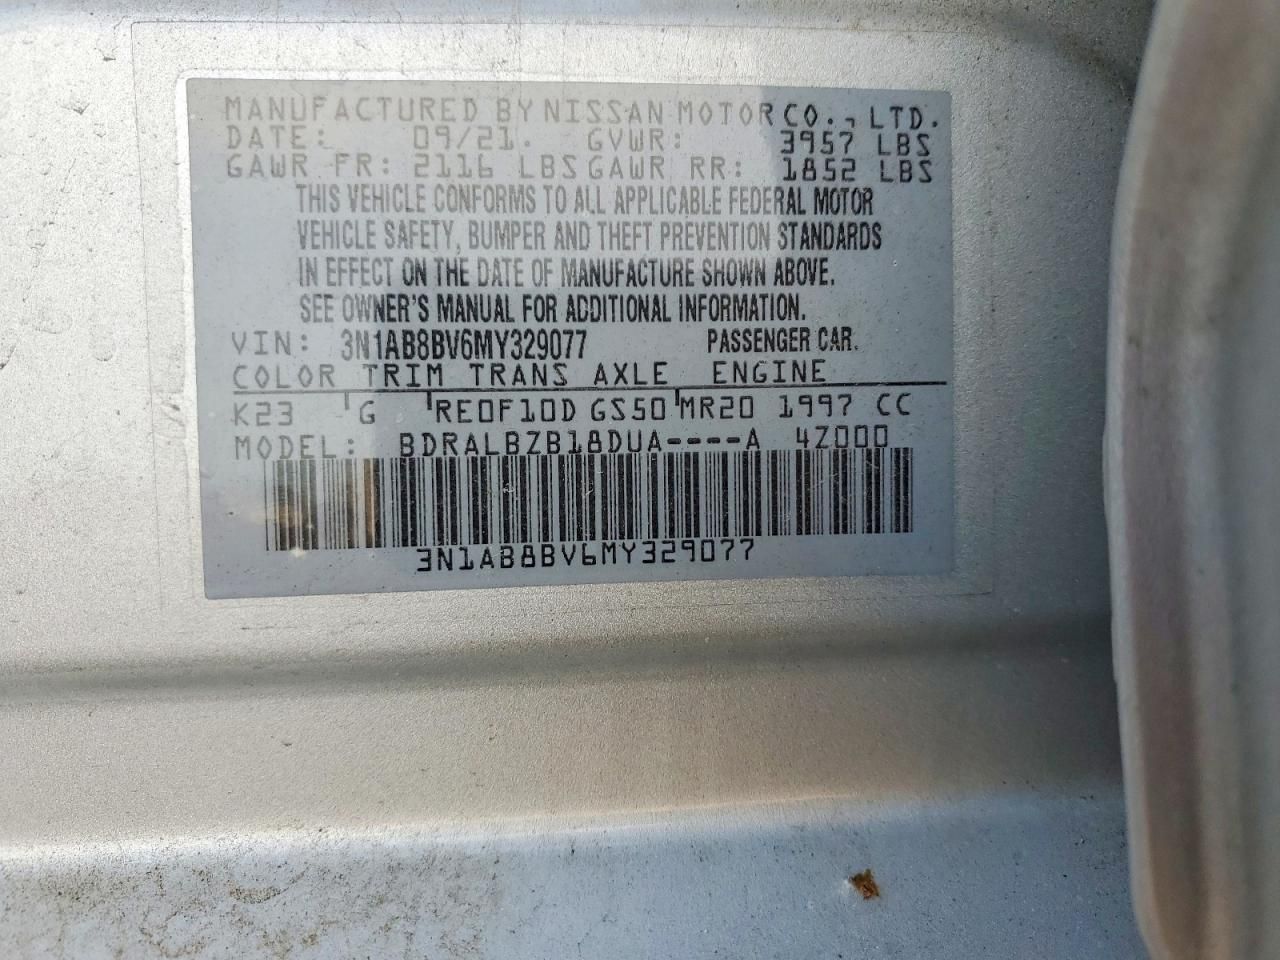 MANUFACTURED BY NISSAN MOTOR CO., LTD.
DATE: 09/21. GVWR: 3957 LBS
GAWR FR: 2116 LBS GAWR RR: 1852 LBS
THIS VEHICLE CONFORMS TO ALL APPLICABLE FEDERAL MOTOR
VEHICLE SAFETY, BUMPER AND THEFT PREVENTION STANDARDS
IN EFFECT ON THE DATE OF MANUFACTURE SHOWN ABOVE.
SEE OWNER'S MANUAL FOR ADDITIONAL INFORMATION.
VIN: 3N1AB8BV6MY329077 PASSENGER CAR.
COLOR TRIM TRANS AXLE ENGINE
K23 G RE0F10D GS50 MR20 1997 CC
MODEL: BDRALBZB18DUA----A 4Z000
3N1AB8BV6MY329077